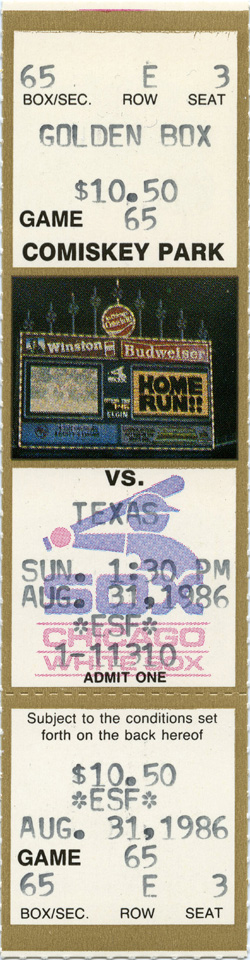 65 E 3
BOX/SEC. ROW SEAT
GOLDEN BOX
$10.50
GAME 65
COMISKEY PARK
Winston Budweiser
HOME
RUN!!
VS.
TEXAS
SUN. 1:30 PM
AUG. 31,1986
SOX
*ESF*
CHICAGO
1-11310
WHITE SOX
ADMIT ONE
Subject to the conditions set
forth on the back hereof
$10.50
*ESF*
AUG. 31,1986
GAME 65
65 E 3
BOX/SEC. ROW SEAT